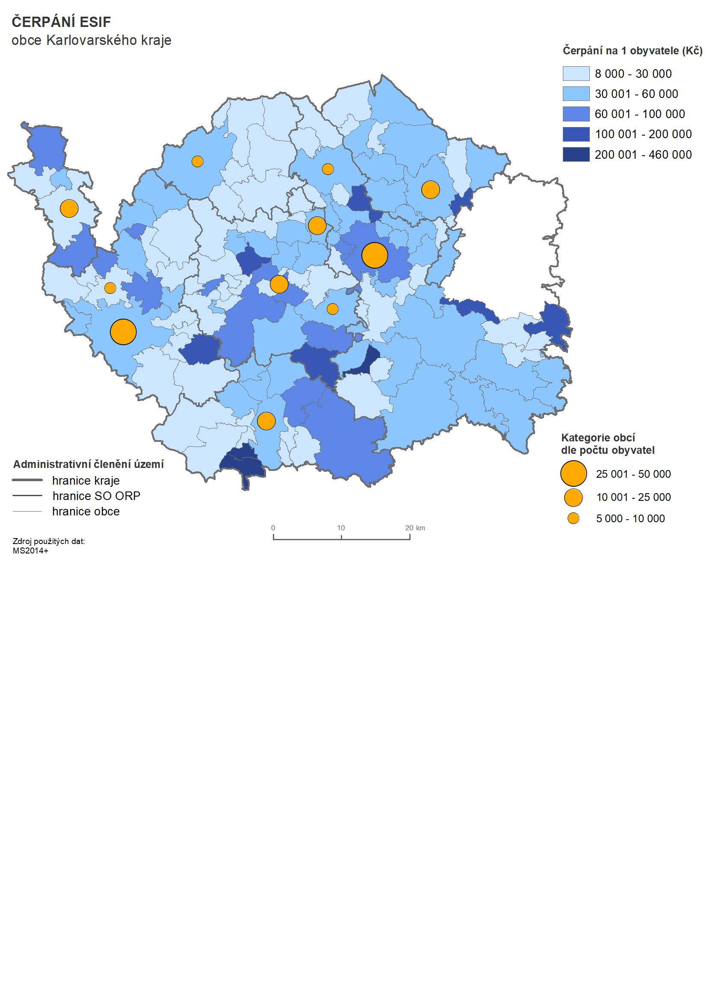 ČERPÁNÍ ESIF
obce Karlovarského kraje
Čerpání na 1 obyvatele (Kč)
8 000 - 30 000
30 001 - 60 000
60 001 - 100 000
100 001 - 200 000
200 001 - 460 000
Kategorie obcí
dle počtu obyvatel
25 001 - 50 000
10 001 - 25 000
5 000 - 10 000
Administrativní členění území
hranice kraje
hranice SO ORP
hranice obce
0 10 20 km
Zdroj použitých dat:
MS2014+